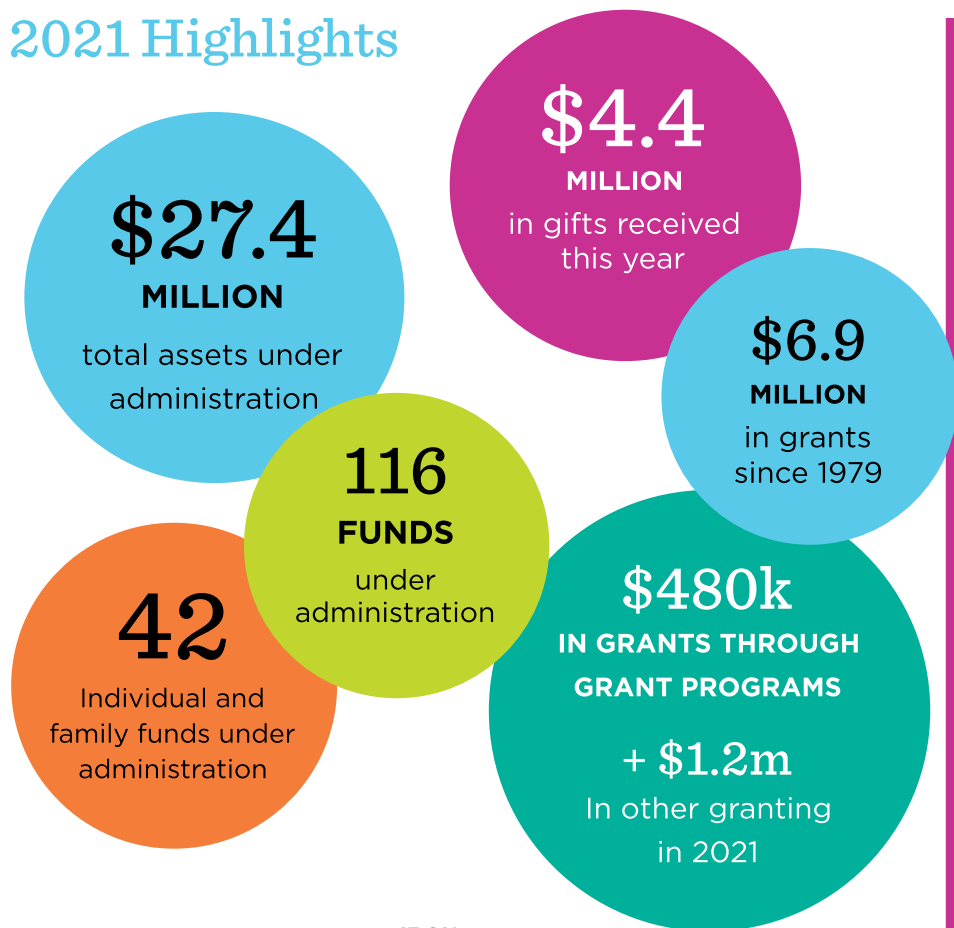 2021 Highlights
$4.4
MILLION
in gifts received
this year
$27.4
MILLION
total assets under
administration
$6.9
MILLION
in grants
since 1979
116
FUNDS
under
administration
42
Individual and
family funds under
administration
$480k
IN GRANTS THROUGH
GRANT PROGRAMS
+ $1.2m
In other granting
in 2021